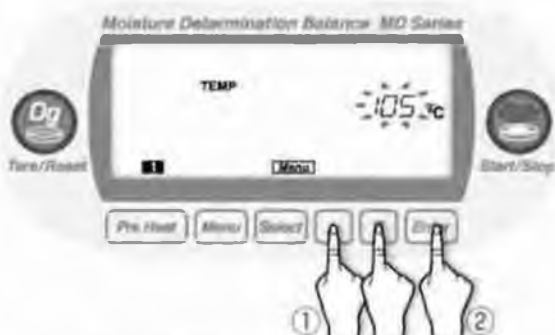 Moisture Determination Balance MD Series
TEMP
105 °C
0g
Tare/Reset
Start/Stop
1
Menu
Pre Heat
Menu
Select
Enter
①
②